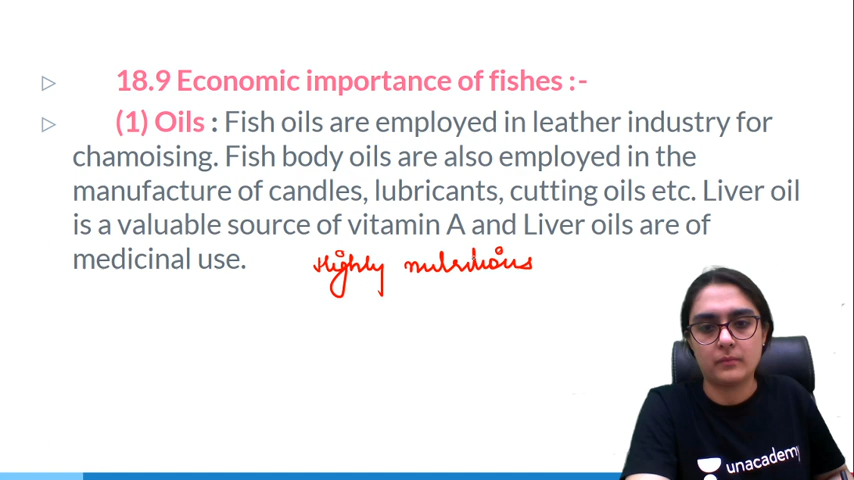 18.9 Economic importance of fishes :-
(1) Oils : Fish oils are employed in leather industry for
chamoising. Fish body oils are also employed in the
manufacture of candles, lubricants, cutting oils etc. Liver oil
is a valuable source of vitamin A and Liver oils are of
medicinal use.
Highly nutritious
unacademy